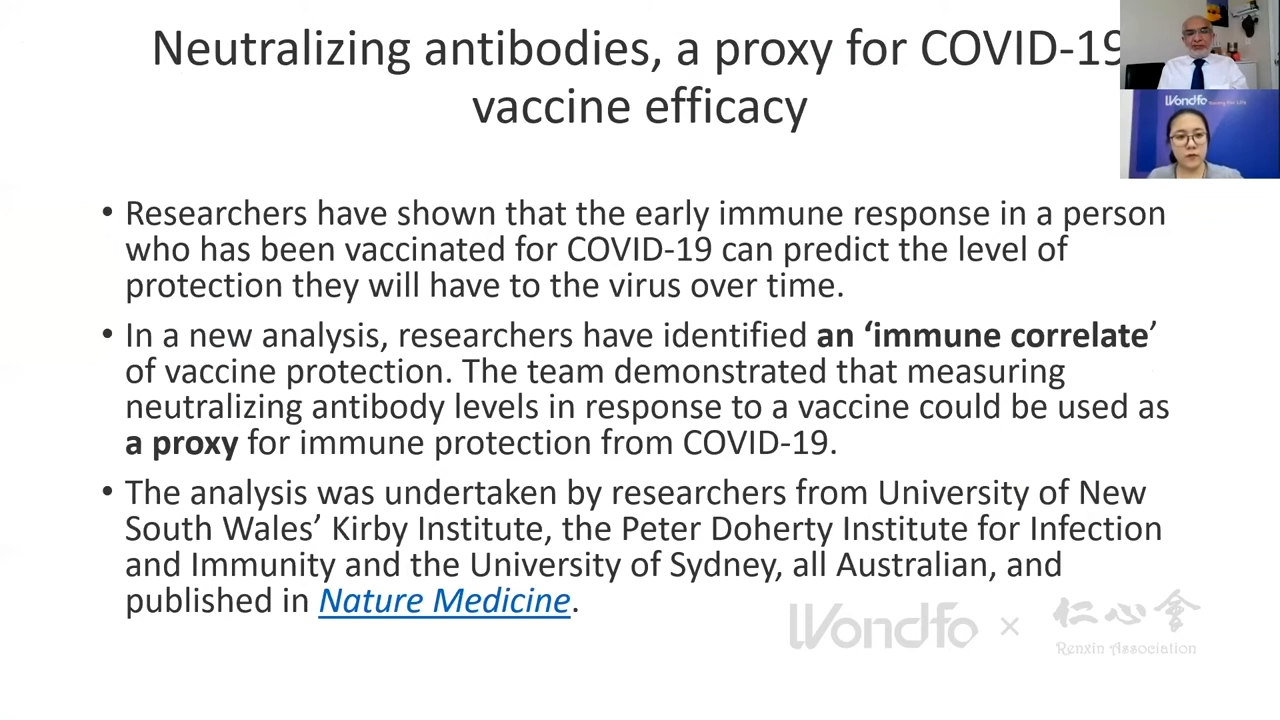 Neutralizing antibodies, a proxy for COVID-19
vaccine efficacy
Wondfo
• Researchers have shown that the early immune response in a person
who has been vaccinated for COVID-19 can predict the level of
protection they will have to the virus over time.
• In a new analysis, researchers have identified an ‘immune correlate’
of vaccine protection. The team demonstrated that measuring
neutralizing antibody levels in response to a vaccine could be used as
a proxy for immune protection from COVID-19.
• The analysis was undertaken by researchers from University of New
South Wales’ Kirby Institute, the Peter Doherty Institute for Infection
and Immunity and the University of Sydney, all Australian, and
published in Nature Medicine.
Wondfo × 仁心會
Renxin Association